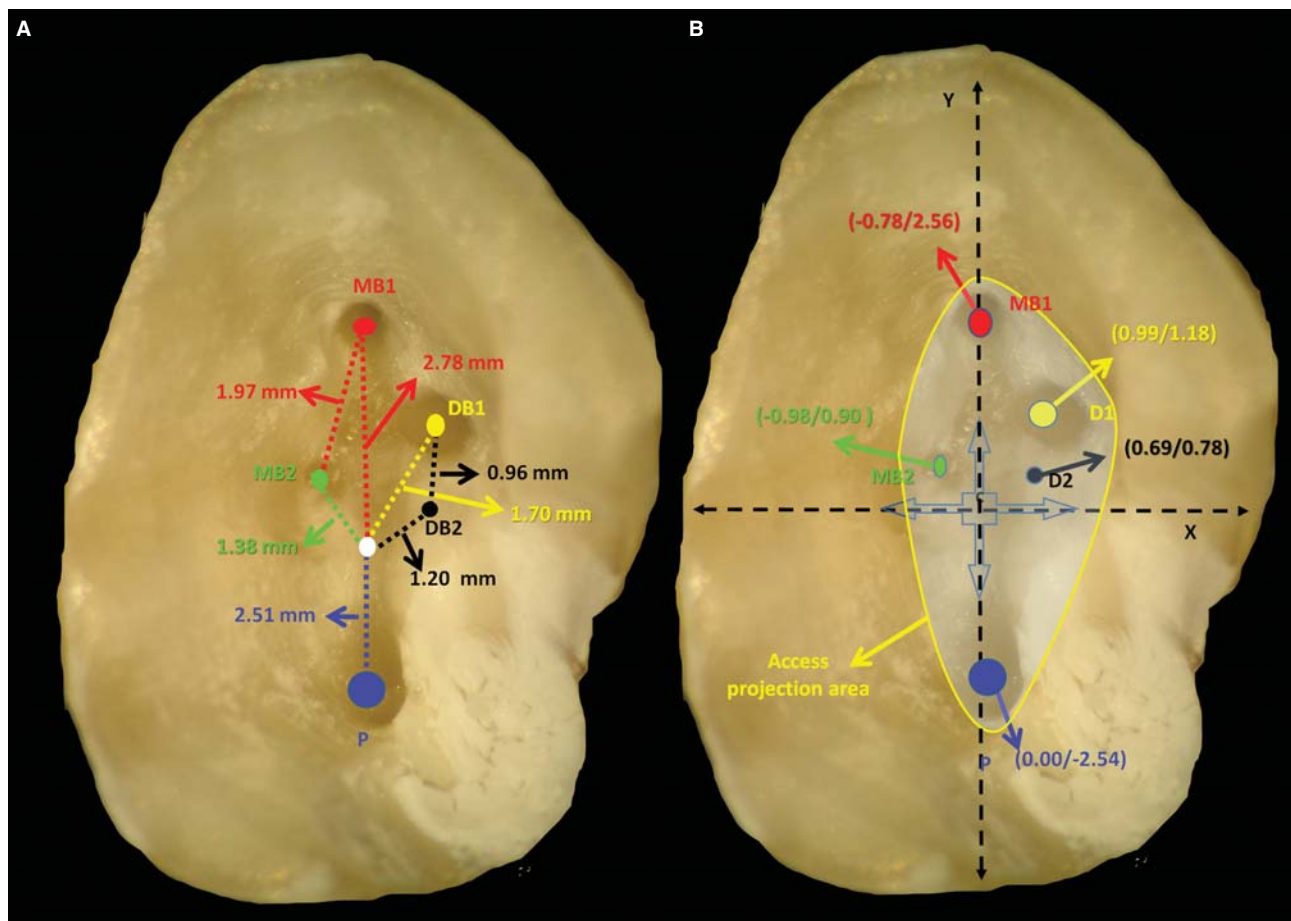 A
MB1
2.78 mm
1.97 mm
DB1
MB2
0.96 mm
1.70 mm
DB2
1.38 mm
1.20 mm
2.51 mm
P
B
Y
(-0.78/2.56)
MB1
(0.99/1.18)
D1
(-0.98/0.90 )
(0.69/0.78)
MB2
D2
X
Access
projection area
P
(0.00/-2.54)